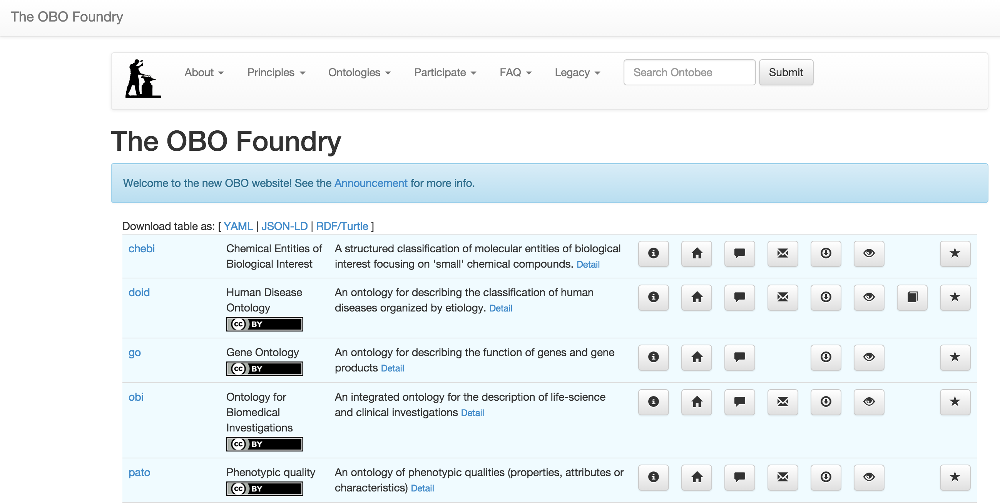 The OBO Foundry
About Principles Ontologies Participate FAQ Legacy Search Ontobee Submit
The OBO Foundry
Welcome to the new OBO website! See the Announcement for more info.
Download table as: [ YAML | JSON-LD | RDF/Turtle ]
chebi
Chemical Entities of
Biological Interest
A structured classification of molecular entities of biological
interest focusing on 'small' chemical compounds. Detail
doid
Human Disease
Ontology
CC BY
An ontology for describing the classification of human
diseases organized by etiology. Detail
go
Gene Ontology
CC BY
An ontology for describing the function of genes and gene
products Detail
obi
Ontology for
Biomedical
Investigations
CC BY
An integrated ontology for the description of life-science
and clinical investigations Detail
pato
Phenotypic quality
CC BY
An ontology of phenotypic qualities (properties, attributes or
characteristics) Detail